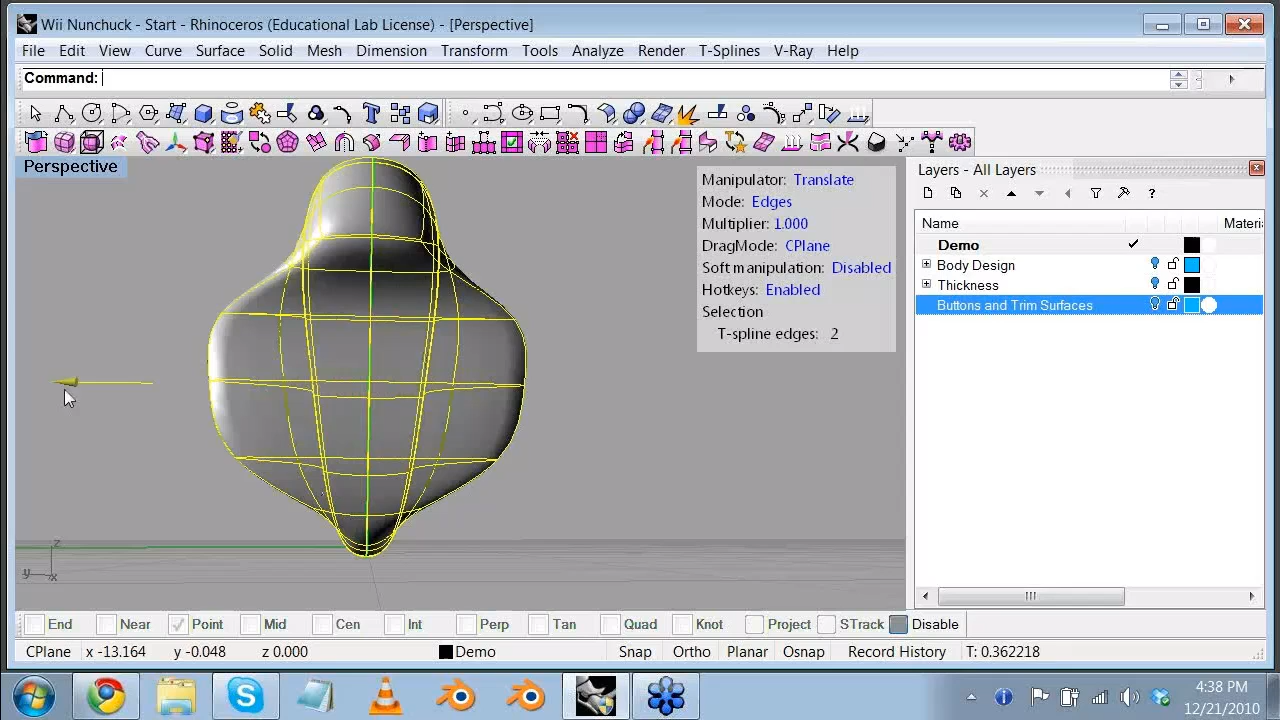 Wii Nunchuck - Start - Rhinoceros (Educational Lab License) - [Perspective]
File Edit View Curve Surface Solid Mesh Dimension Transform Tools Analyze Render T-Splines V-Ray Help
Command:
Perspective
Manipulator: Translate
Mode: Edges
Multiplier: 1.000
DragMode: CPlane
Soft manipulation: Disabled
Hotkeys: Enabled
Selection
T-spline edges: 2
Layers - All Layers
Name Materi
Demo
Body Design
Thickness
Buttons and Trim Surfaces
z
y x
End Near Point Mid Cen Int Perp Tan Quad Knot Project STrack Disable
CPlane x -13.164 y -0.048 z 0.000 Demo Snap Ortho Planar Osnap Record History T: 0.362218
4:38 PM
12/21/2010